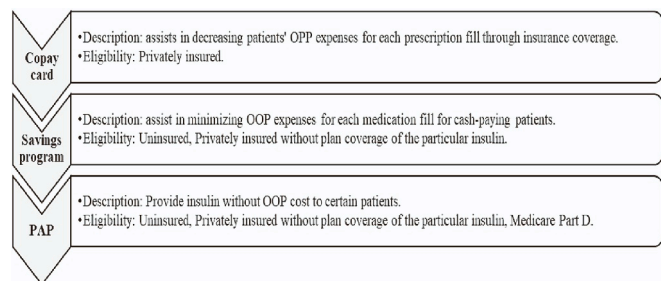 Copay
card
•Description: assists in decreasing patients' OPP expenses for each prescription fill through insurance coverage.
•Eligibility: Privately insured.
Savings
program
•Description: assist in minimizing OOP expenses for each medication fill for cash-paying patients.
•Eligibility: Uninsured, Privately insured without plan coverage of the particular insulin.
PAP
•Description: Provide insulin without OOP cost to certain patients.
•Eligibility: Uninsured, Privately insured without plan coverage of the particular insulin, Medicare Part D.